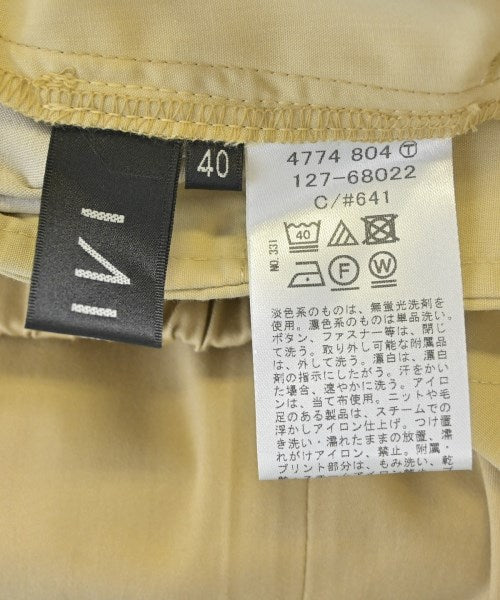 IVI
40
4774 804 Ⓣ
127-68022
C/#641
NO.331
40
F
W
淡色系のものは、無蛍光洗剤を
使用。濃色系のものは単品洗い。
ボタン、ファスナー等は、閉じ
て洗う。取り外し可能な附属品
は、外して洗う。漂白は、漂白
剤の指示にしたがう。汗をかい
た場合、速やかに洗う。アイロ
ンは、当て布使用。ニットや毛
足のある製品は、スチームでの
浮かしアイロン仕上げ。つけ置
き洗い・濡れたままの放置、濡
れがけアイロン、禁止。附属・
プリント部分は、もみ洗い、乾